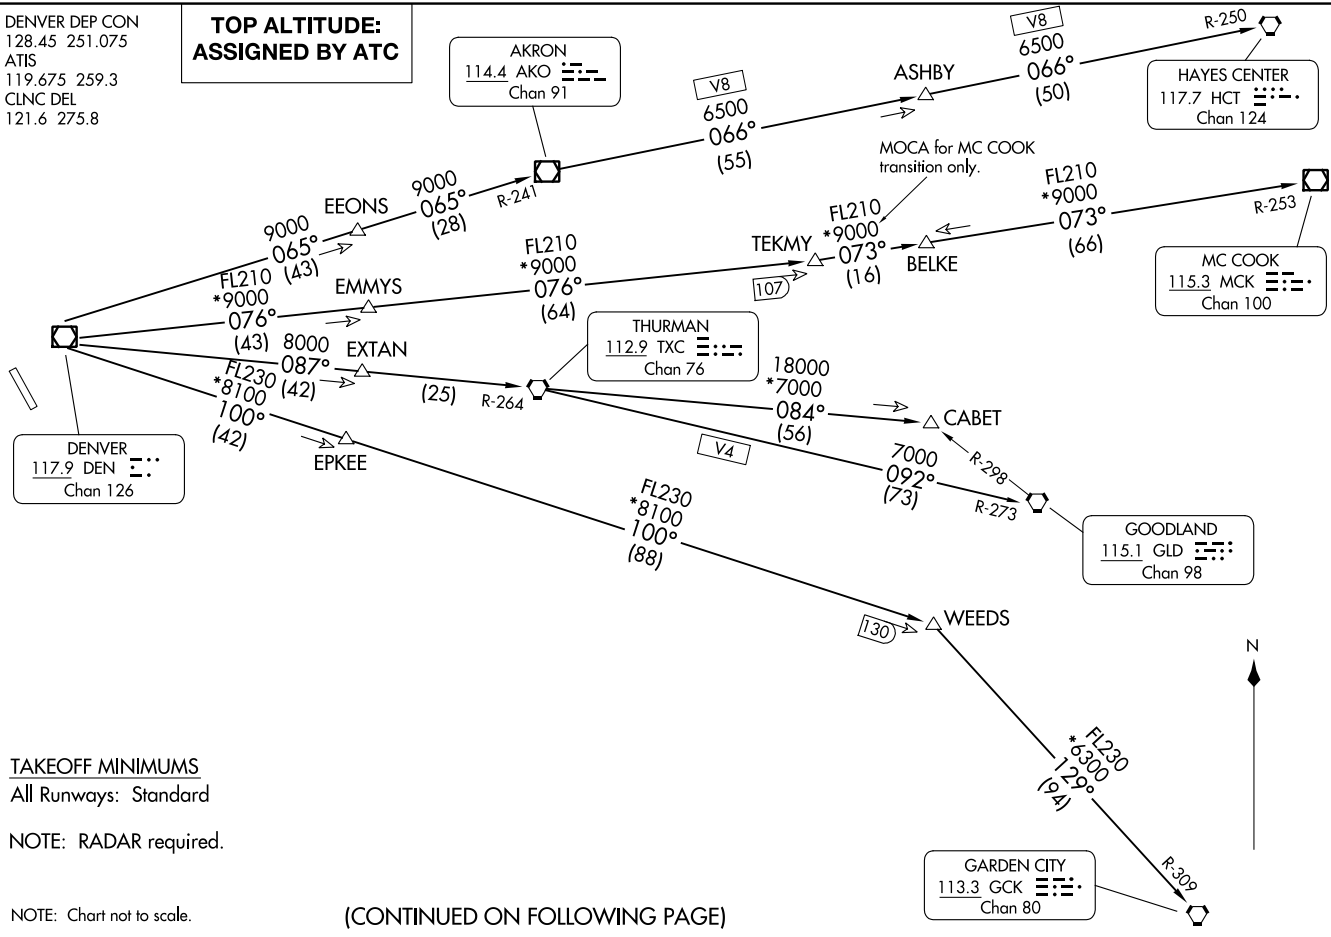 DENVER DEP CON
128.45 251.075
ATIS
119.675 259.3
CLNC DEL
121.6 275.8
TOP ALTITUDE:
ASSIGNED BY ATC
AKRON
114.4 AKO
Chan 91
V8
6500
066°
(55)
ASHBY
V8
6500
066°
(50)
R-250
HAYES CENTER
117.7 HCT
Chan 124
MOCA for MC COOK
transition only.
9000
065°
(43)
EEONS
9000
065°
(28)
R-241
FL210
*9000
076°
(43)
EMMYS
FL210
*9000
076°
(64)
TEKMY
107
FL210
*9000
073°
(16)
BELKE
FL210
*9000
073°
(66)
R-253
MC COOK
115.3 MCK
Chan 100
8000
087°
(42)
EXTAN
(25)
R-264
THURMAN
112.9 TXC
Chan 76
18000
*7000
084°
(56)
CABET
V4
7000
092°
(73)
R-298
R-273
GOODLAND
115.1 GLD
Chan 98
FL230
*8100
100°
(42)
EPKEE
DENVER
117.9 DEN
Chan 126
FL230
*8100
100°
(88)
130
WEEDS
N
FL230
*6300
129°
(94)
R-309
GARDEN CITY
113.3 GCK
Chan 80
TAKEOFF MINIMUMS
All Runways: Standard
NOTE: RADAR required.
NOTE: Chart not to scale.
(CONTINUED ON FOLLOWING PAGE)